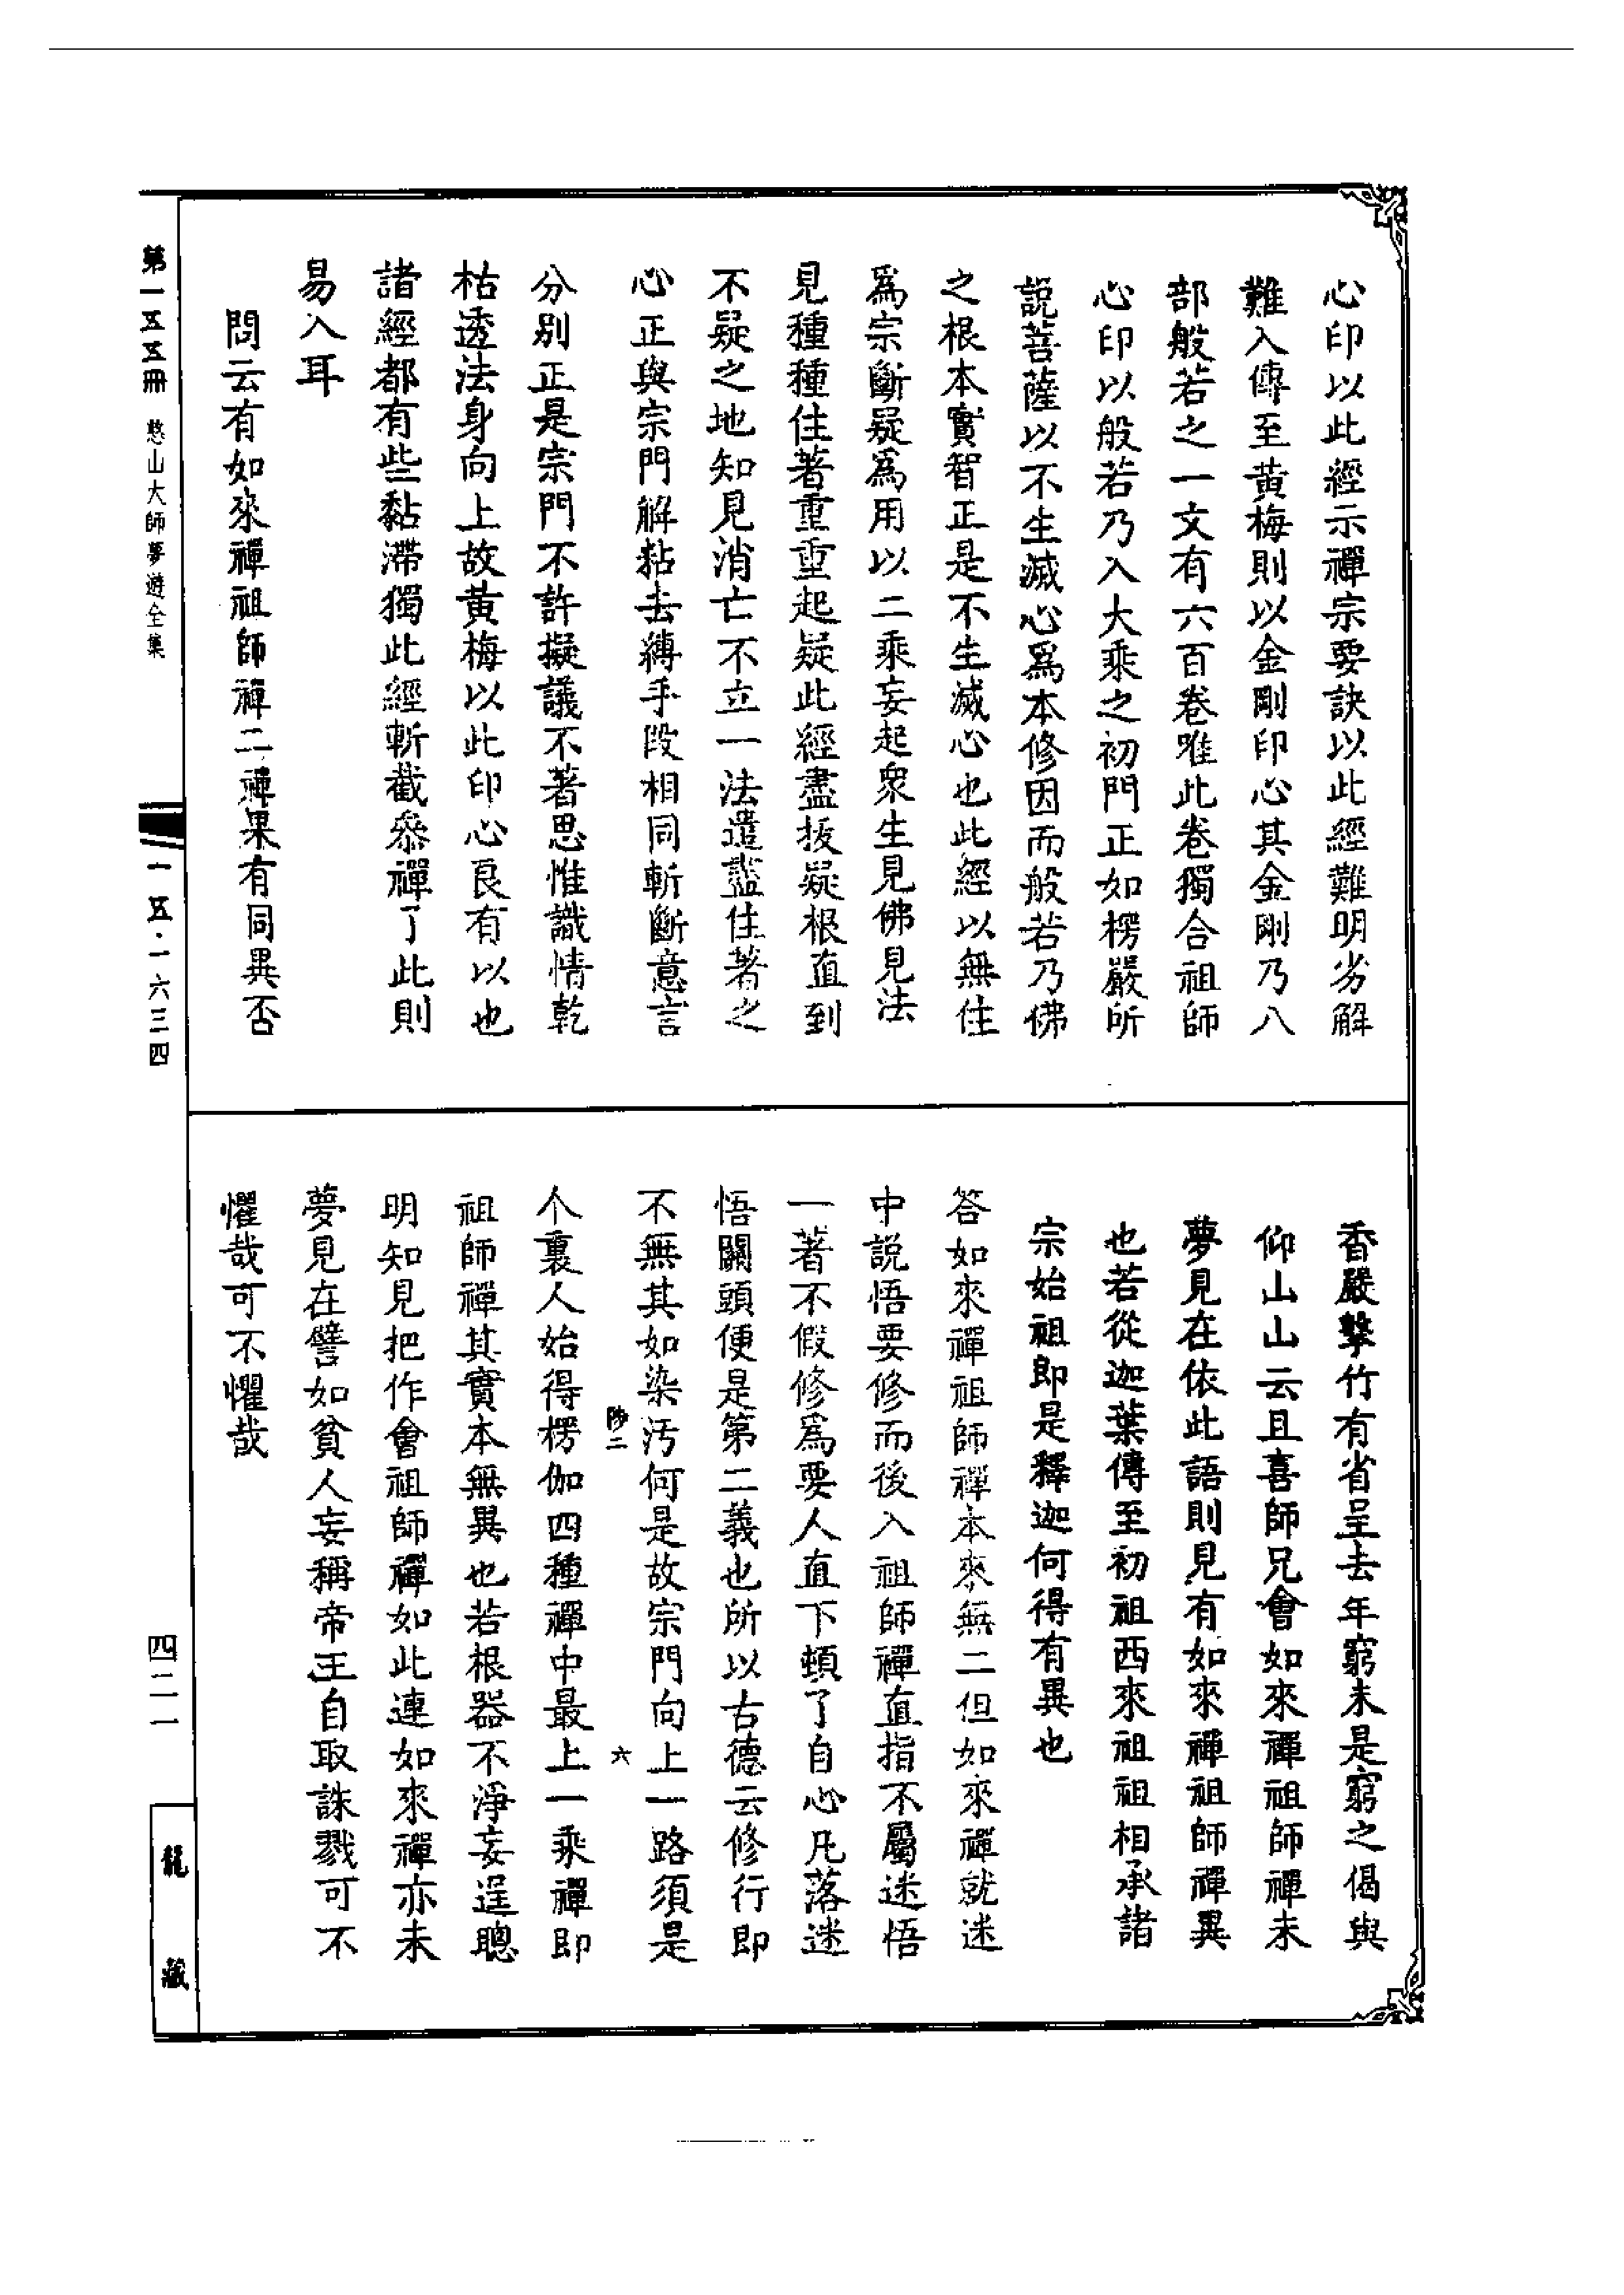 心印以此經示禪宗要訣以此經難明劣解
難入傳至黃梅則以金剛印心其金剛乃八
部般若之一文有六百卷唯此卷獨合祖師
心印以般若乃入大乘之初門正如楞嚴所
說菩薩以不生滅心爲本修因而般若乃佛
之根本實智正是不生滅心也此經以無住
爲宗斷疑爲用以二乘妄起衆生見佛見法
見種種住著重重起疑此經盡拔疑根直到
不疑之地知見消亡不立一法遣蕩住著之
心正與宗門解粘去縛手段相同斬斷意言
分別正是宗門不許擬議不著思惟識情乾
枯透法身向上故黃梅以此印心良有以也
諸經都有些黏滯獨此經斬截叅禪了此則
易入耳
問云有如來禪祖師禪二禪果有同異否
香嚴擊竹有省呈去年窮未是窮之偈與
仰山山云且喜師兄會如來禪祖師禪未
夢見在依此語則見有如來禪祖師禪異
也若從迦葉傳至初祖西來祖祖相承諸
宗始祖即是釋迦何得有異也
答如來禪祖師禪本來無二但如來禪就迷
中說悟要修而後入祖師禪直指不屬迷悟
一著不假修爲要人直下頓了自心凡落迷
悟關頭便是第二義也所以古德云修行即
不無其如染汚何是故宗門向上一路須是
陟二 六
个裏人始得楞伽四種禪中最上一乘禪即
祖師禪其實本無異也若根器不淨妄逞聰
明知見把作會祖師禪如此連如來禪亦未
夢見在譬如貧人妄稱帝王自取誅戮可不
懼哉可不懼哉
第一五五冊 憨山大師夢遊全集
一五·一六三四
四二一
龍藏